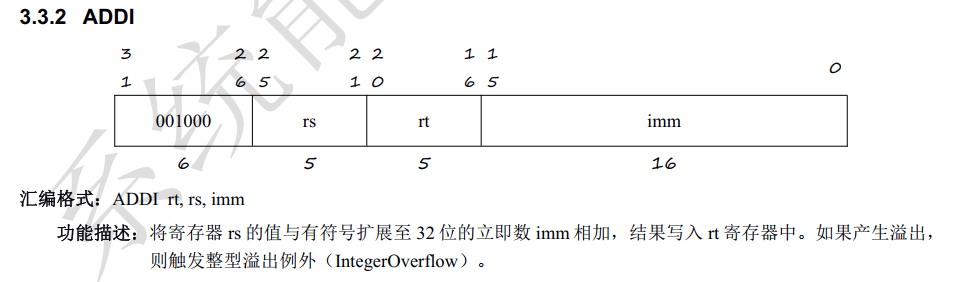 3.3.2 ADDI
3 2 2 2 2 1 1
1 6 5 1 0 6 5 0
001000 rs rt imm
6 5 5 16
汇编格式：ADDI rt, rs, imm
功能描述：将寄存器 rs 的值与有符号扩展至 32 位的立即数 imm 相加，结果写入 rt 寄存器中。如果产生溢出，
则触发整型溢出例外（IntegerOverflow）。
系统能